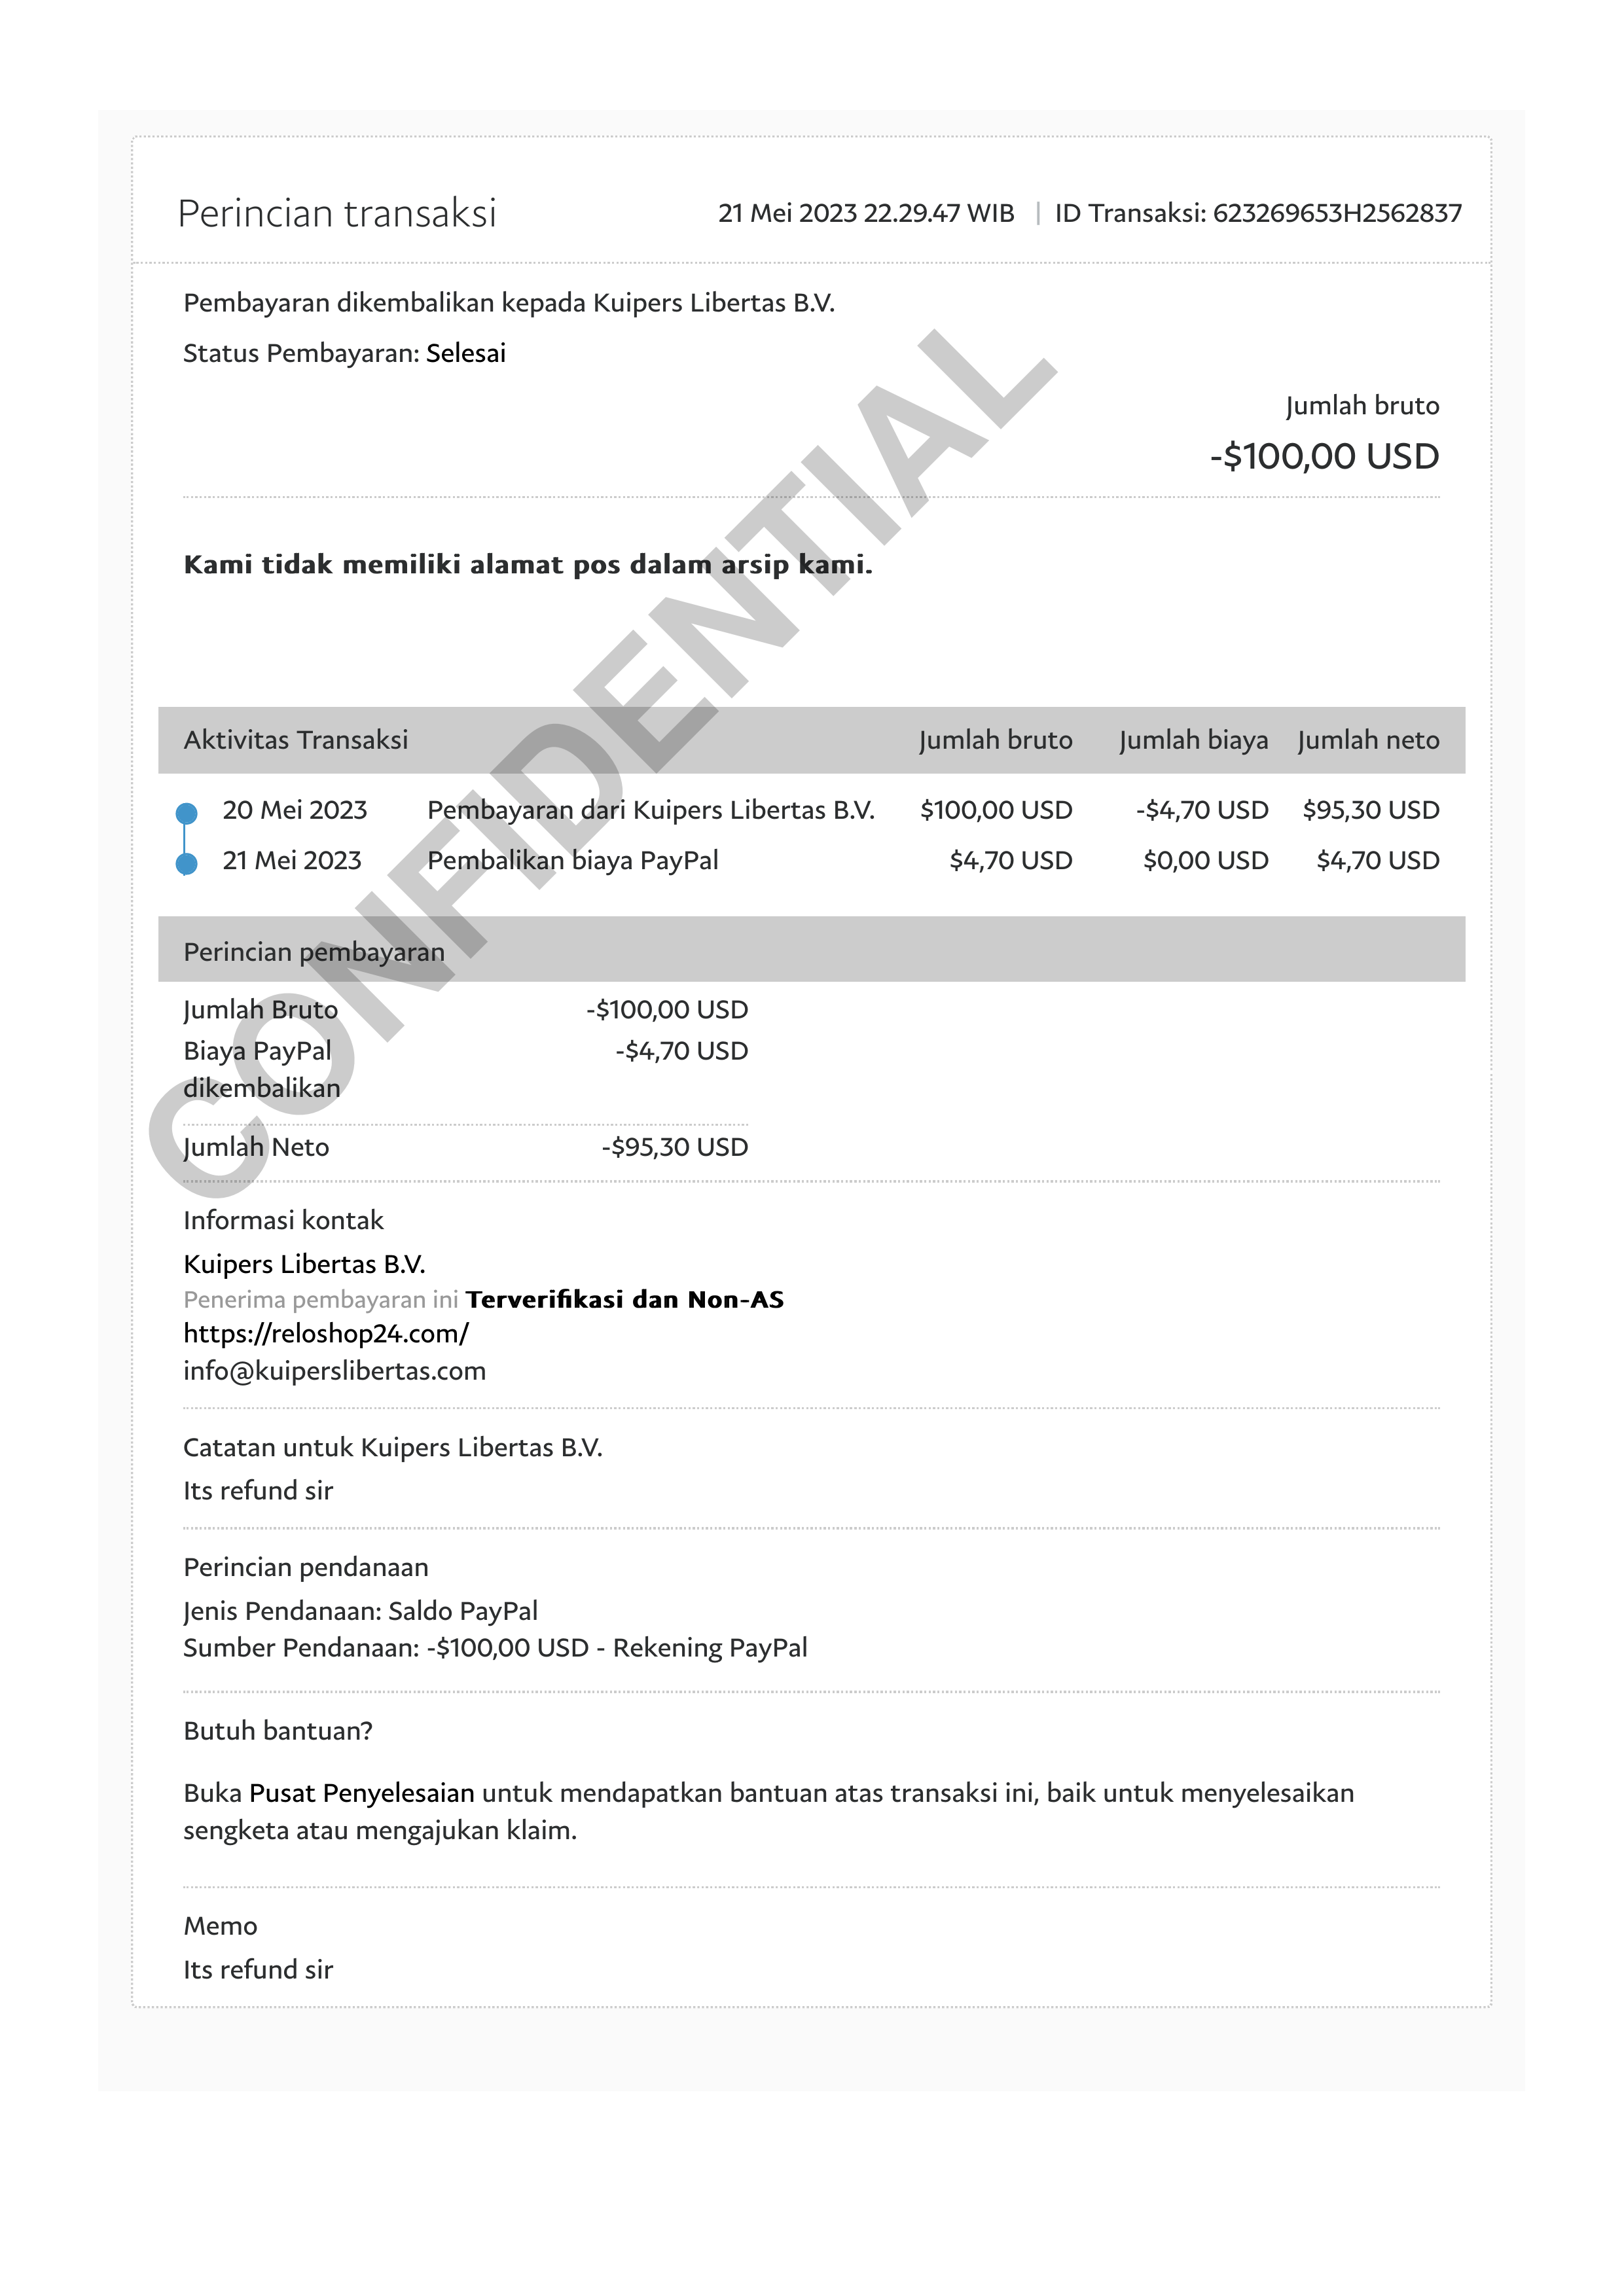 Perincian transaksi
21 Mei 2023 22.29.47 WIB | ID Transaksi: 623269653H2562837
Pembayaran dikembalikan kepada Kuipers Libertas B.V.
Status Pembayaran: Selesai
Jumlah bruto
-$100,00 USD
Kami tidak memiliki alamat pos dalam arsip kami.
CONFIDENTIAL
Aktivitas Transaksi Jumlah bruto Jumlah biaya Jumlah neto
20 Mei 2023 Pembayaran dari Kuipers Libertas B.V. $100,00 USD -$4,70 USD $95,30 USD
21 Mei 2023 Pembalikan biaya PayPal $4,70 USD $0,00 USD $4,70 USD
Perincian pembayaran
Jumlah Bruto -$100,00 USD
Biaya PayPal -$4,70 USD
dikembalikan
Jumlah Neto -$95,30 USD
Informasi kontak
Kuipers Libertas B.V.
Penerima pembayaran ini Terverifikasi dan Non-AS
https://reloshop24.com/
info@kuiperslibertas.com
Catatan untuk Kuipers Libertas B.V.
Its refund sir
Perincian pendanaan
Jenis Pendanaan: Saldo PayPal
Sumber Pendanaan: -$100,00 USD - Rekening PayPal
Butuh bantuan?
Buka Pusat Penyelesaian untuk mendapatkan bantuan atas transaksi ini, baik untuk menyelesaikan
sengketa atau mengajukan klaim.
Memo
Its refund sir